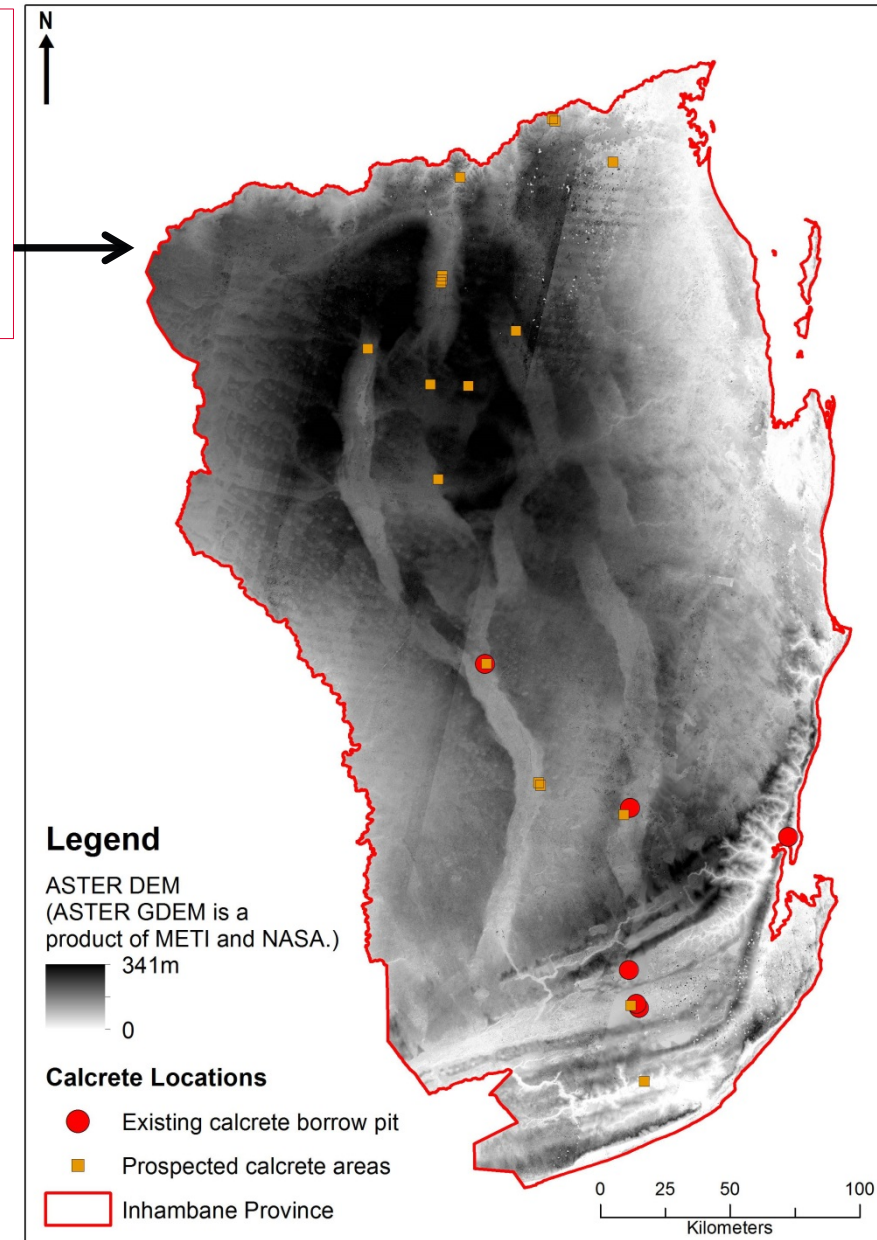 N
Legend
ASTER DEM
(ASTER GDEM is a
product of METI and NASA.)
341m
0
Calcrete Locations
Existing calcrete borrow pit
Prospected calcrete areas
Inhambane Province
0 25 50 100
Kilometers